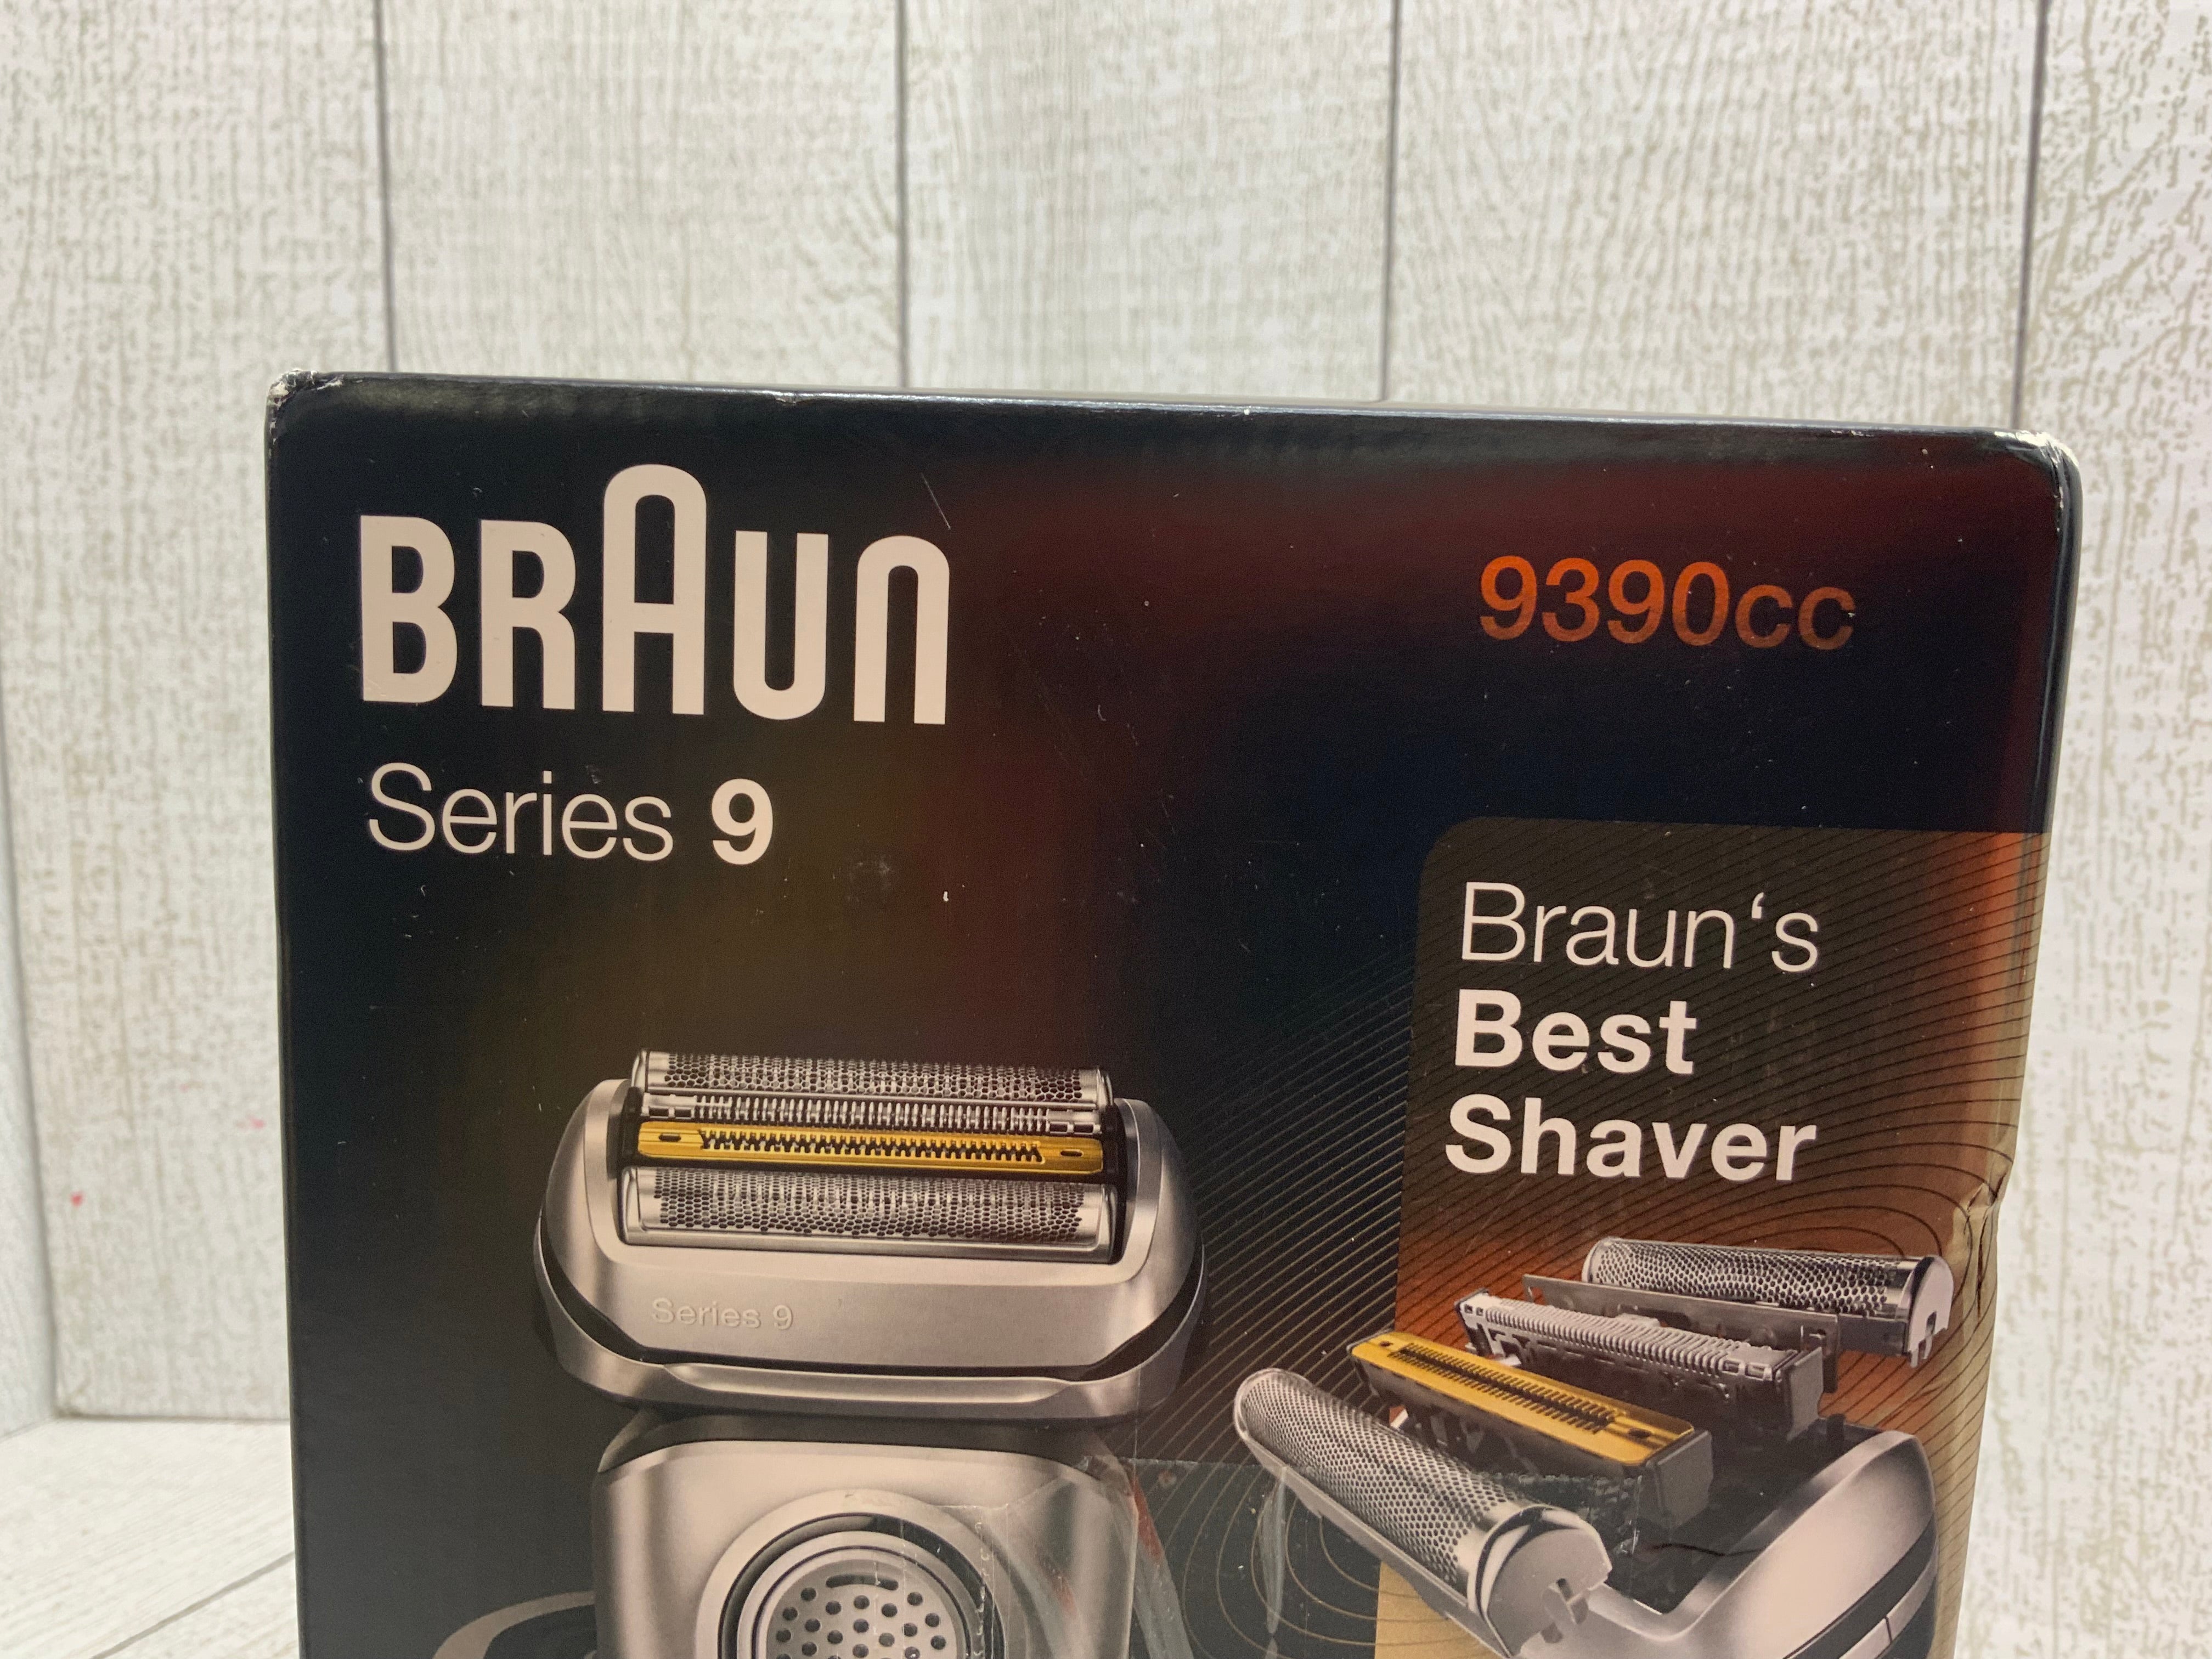 BRAUN
Series 9
9390cc
Braun‘s
Best
Shaver
Series 9